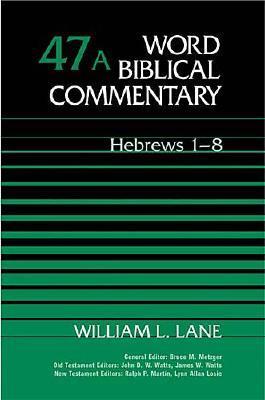 47A WORD
BIBLICAL
COMMENTARY
Hebrews 1–8
WILLIAM L. LANE
General Editor: Bruce M. Metzger
Old Testament Editors: John D. W. Watts, James W. Watts
New Testament Editors: Ralph P. Martin, Lynn Allan Losie